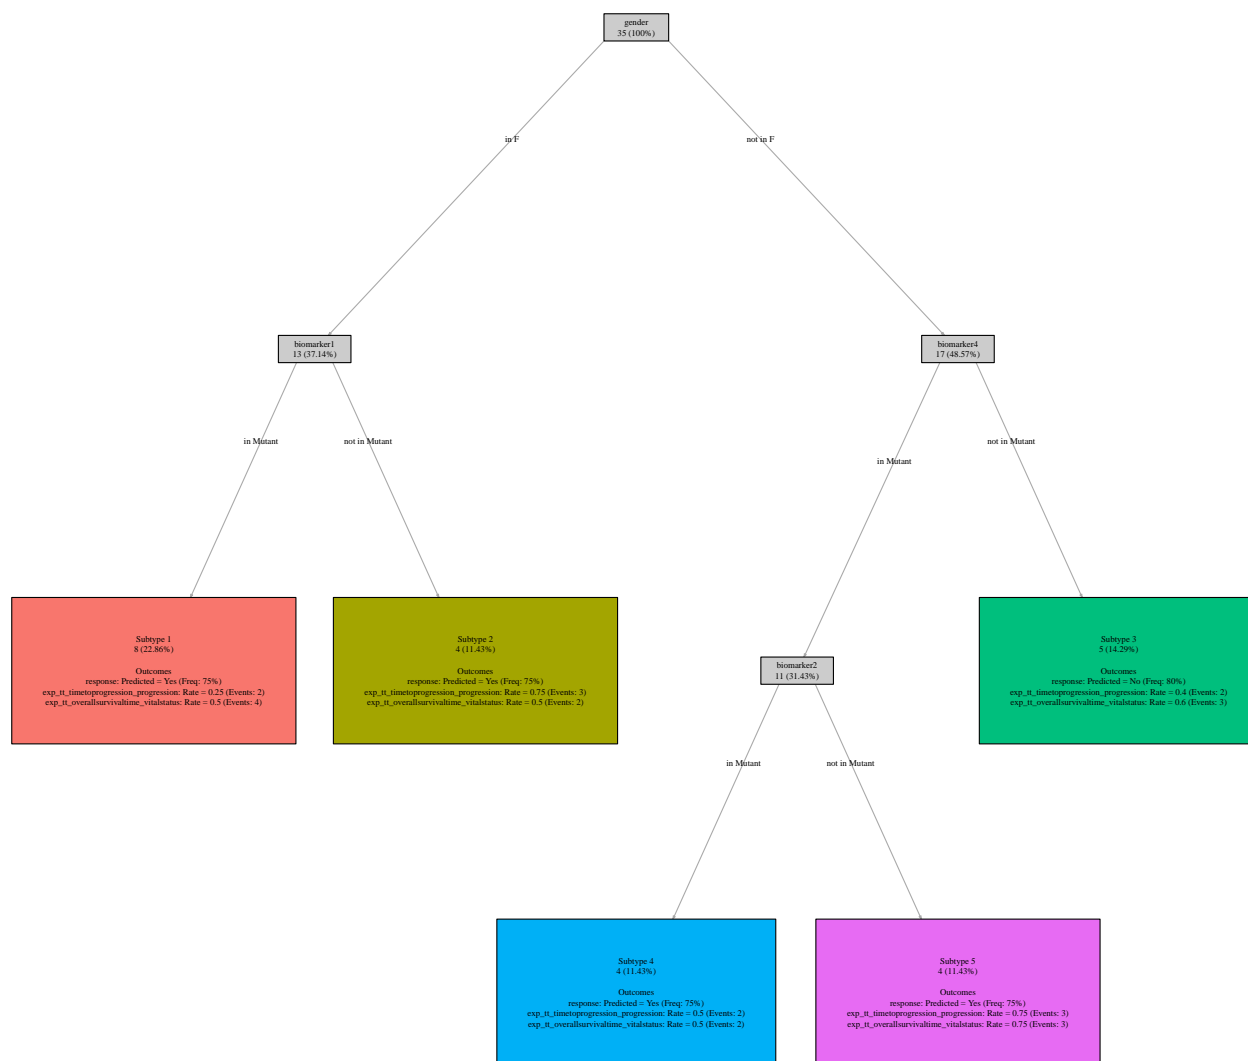 gender
35 (100%)
in F
not in F
biomarker1
13 (37.14%)
biomarker4
17 (48.57%)
in Mutant
not in Mutant
in Mutant
not in Mutant
Subtype 1
8 (22.86%)
Outcomes
response: Predicted = Yes (Freq: 75%)
exp_tt_timetoprogression_progression: Rate = 0.25 (Events: 2)
exp_tt_overallsurvivaltime_vitalstatus: Rate = 0.5 (Events: 4)
Subtype 2
4 (11.43%)
Outcomes
response: Predicted = Yes (Freq: 75%)
exp_tt_timetoprogression_progression: Rate = 0.75 (Events: 3)
exp_tt_overallsurvivaltime_vitalstatus: Rate = 0.5 (Events: 2)
biomarker2
11 (31.43%)
Subtype 3
5 (14.29%)
Outcomes
response: Predicted = No (Freq: 80%)
exp_tt_timetoprogression_progression: Rate = 0.4 (Events: 2)
exp_tt_overallsurvivaltime_vitalstatus: Rate = 0.6 (Events: 3)
in Mutant
not in Mutant
Subtype 4
4 (11.43%)
Outcomes
response: Predicted = Yes (Freq: 75%)
exp_tt_timetoprogression_progression: Rate = 0.5 (Events: 2)
exp_tt_overallsurvivaltime_vitalstatus: Rate = 0.5 (Events: 2)
Subtype 5
4 (11.43%)
Outcomes
response: Predicted = Yes (Freq: 75%)
exp_tt_timetoprogression_progression: Rate = 0.75 (Events: 3)
exp_tt_overallsurvivaltime_vitalstatus: Rate = 0.75 (Events: 3)